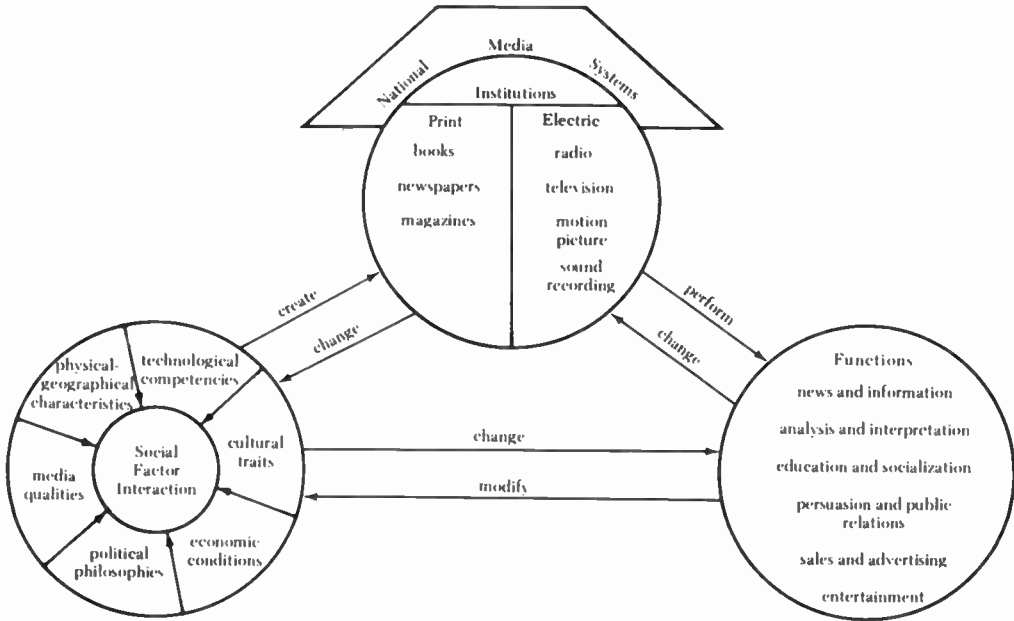 National Media Systems
Institutions
Print
books
newspapers
magazines
Electric
radio
television
motion
picture
sound
recording
create
change
perform
change
physical-
geographical
characteristics
technological
competencies
cultural
traits
economic
conditions
political
philosophies
media
qualities
Social
Factor
Interaction
change
modify
Functions
news and information
analysis and interpretation
education and socialization
persuasion and public
relations
sales and advertising
entertainment